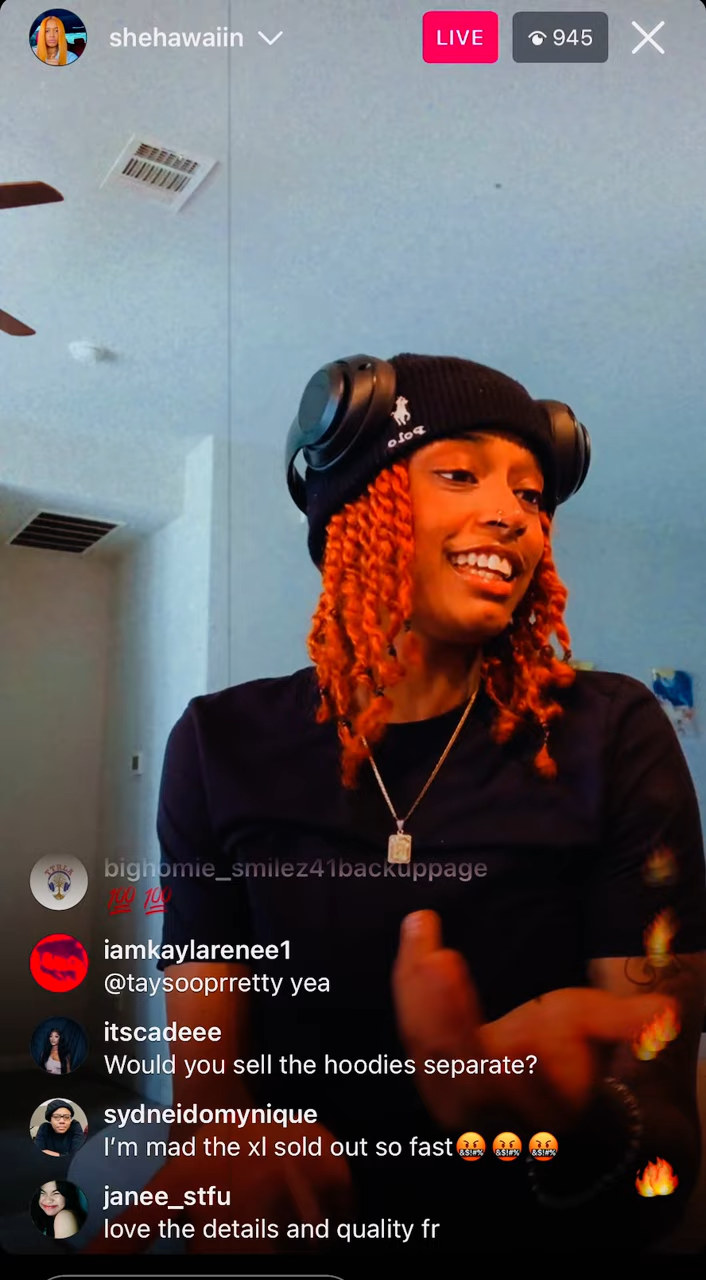 shehawaiin
LIVE
945
polo
bighomie_smilez41backuppage
💯 💯
iamkaylarenee1
@taysooprretty yea
itscadeee
Would you sell the hoodies separate?
sydneidomynique
I’m mad the xl sold out so fast🤬 🤬 🤬
janee_stfu
love the details and quality fr